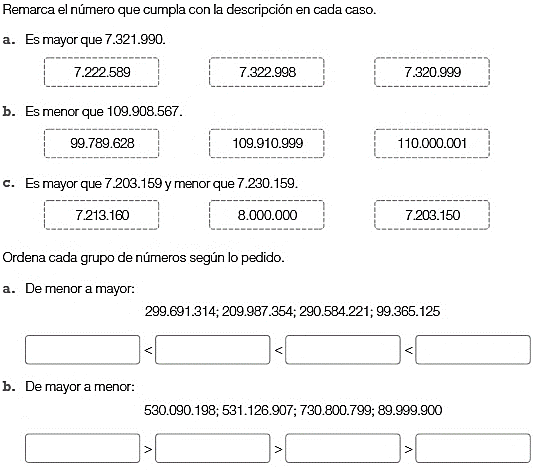 Remarca el número que cumpla con la descripción en cada caso.
a. Es mayor que 7.321.990.
7.222.589 7.322.998 7.320.999
b. Es menor que 109.908.567.
99.789.628 109.910.999 110.000.001
c. Es mayor que 7.203.159 y menor que 7.230.159.
7.213.160 8.000.000 7.203.150
Ordena cada grupo de números según lo pedido.
a. De menor a mayor:
299.691.314; 209.987.354; 290.584.221; 99.365.125
< < <
b. De mayor a menor:
530.090.198; 531.126.907; 730.800.799; 89.999.900
> > >